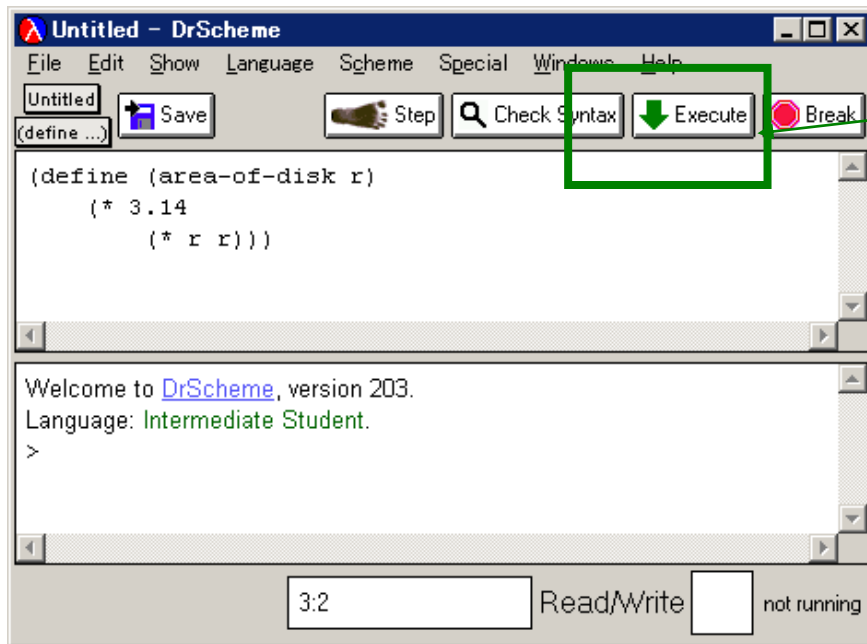 Untitled - DrScheme
File Edit Show Language Scheme Special Windows Help
Untitled
(define ...)
Save Step Check Syntax Execute Break
(define (area-of-disk r)
(* 3.14
(* r r)))
Welcome to DrScheme, version 203.
Language: Intermediate Student.
>
3:2 Read/Write not running